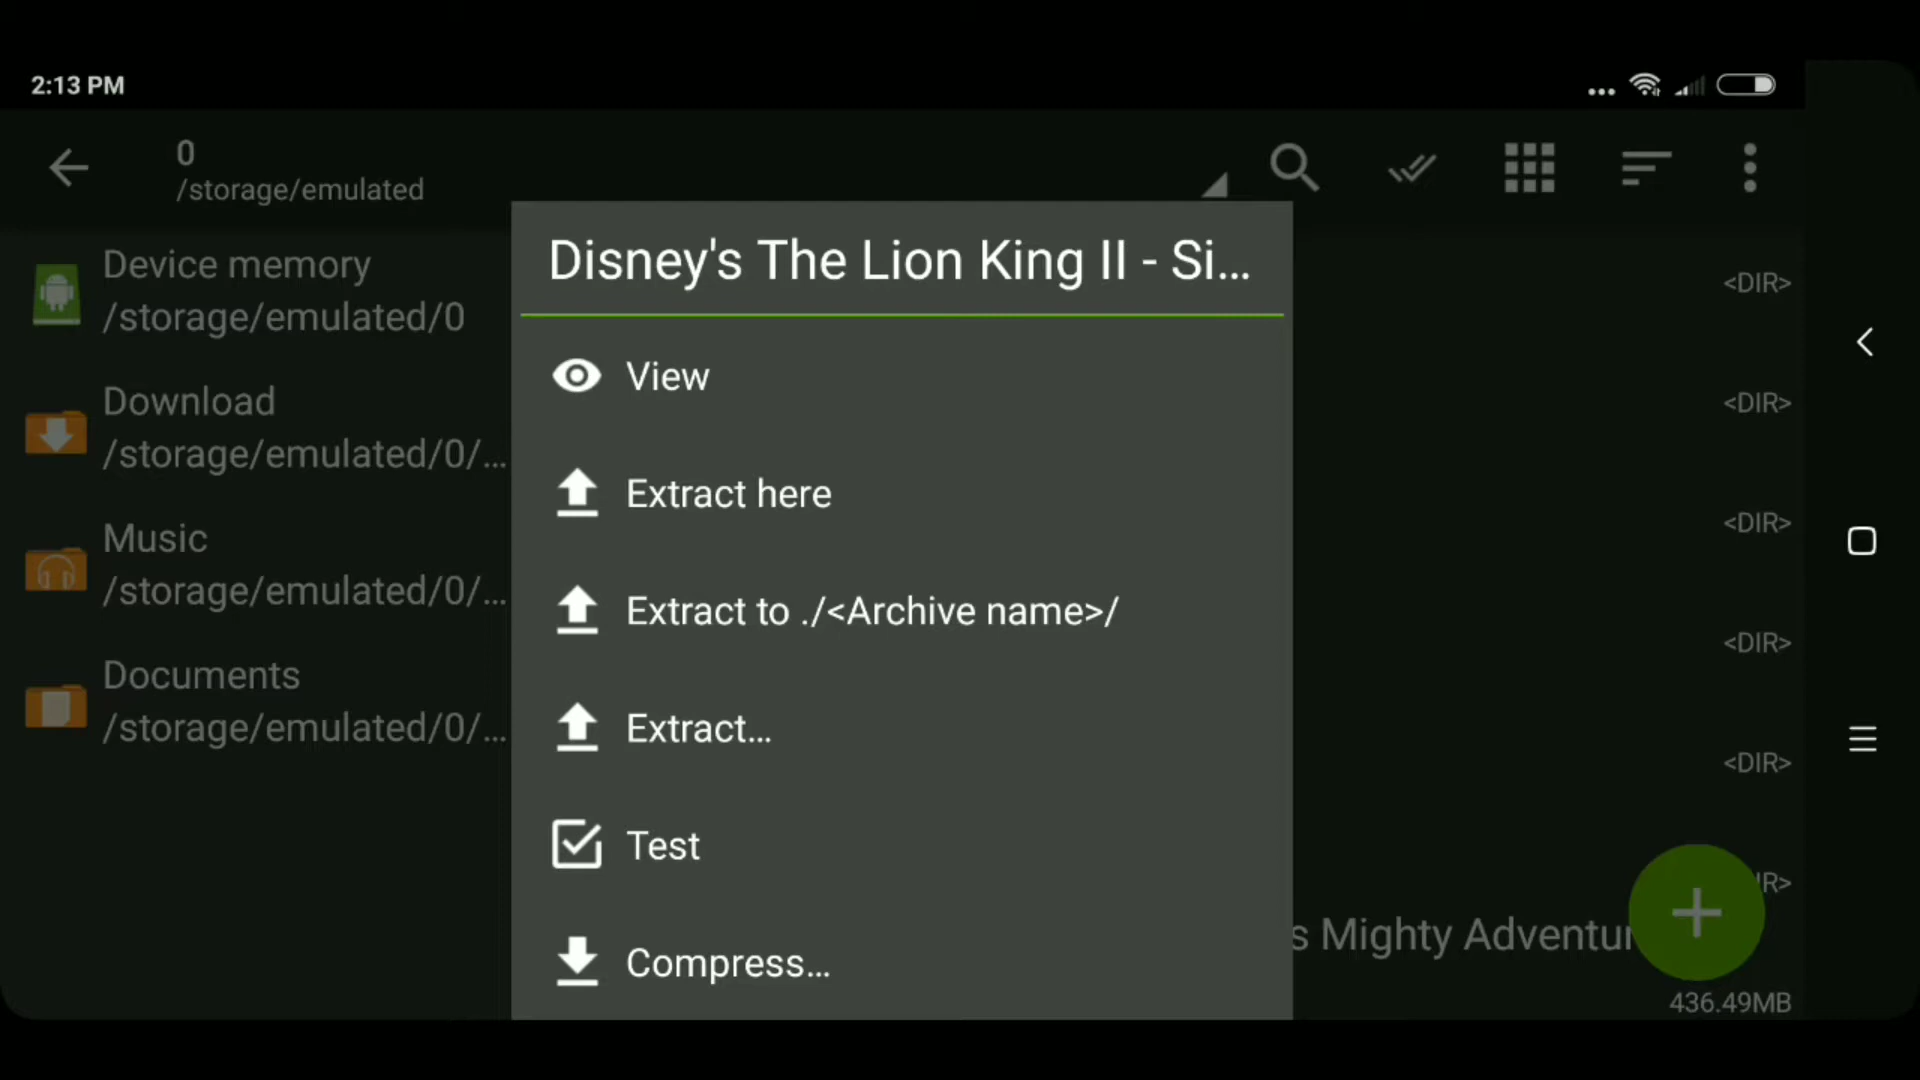 2:13 PM
0
/storage/emulated
Device memory
/storage/emulated/0
Download
/storage/emulated/0/...
Music
/storage/emulated/0/...
Documents
/storage/emulated/0/...
Disney's The Lion King II - Si...
View
Extract here
Extract to ./<Archive name>/
Extract...
Test
Compress...
<DIR>
<DIR>
<DIR>
<DIR>
<DIR>
IR>
s Mighty Adventur
436.49MB